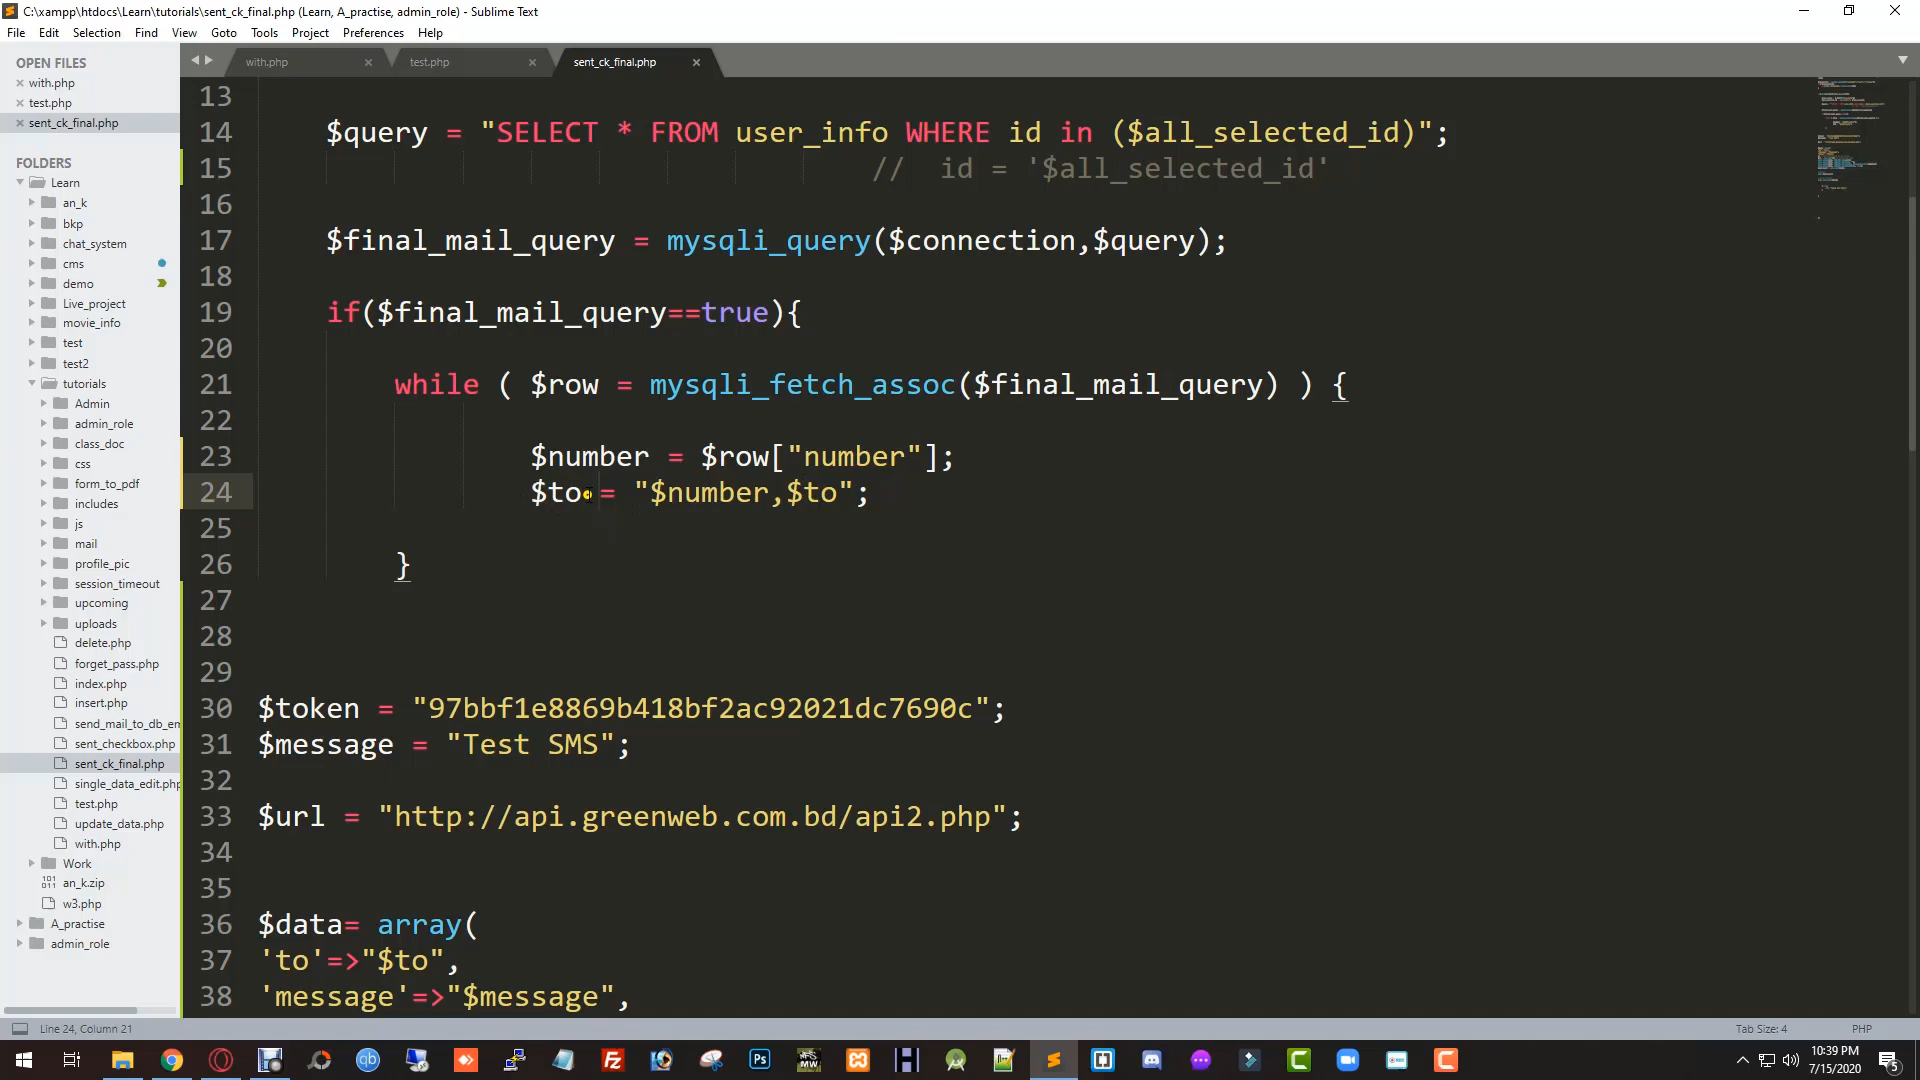 C:\xampp\htdocs\Learn\tutorials\sent_ck_final.php (Learn, A_practise, admin_role) - Sublime Text
File Edit Selection Find View Goto Tools Project Preferences Help
OPEN FILES
with.php
test.php
sent_ck_final.php
FOLDERS
Learn
an_k
bkp
chat_system
cms
demo
Live_project
movie_info
test
test2
tutorials
Admin
admin_role
class_doc
css
form_to_pdf
includes
js
mail
profile_pic
session_timeout
upcoming
uploads
delete.php
forget_pass.php
index.php
insert.php
send_mail_to_db_em
sent_checkbox.php
sent_ck_final.php
single_data_edit.php
test.php
update_data.php
with.php
Work
an_k.zip
w3.php
A_practise
admin_role
with.php test.php sent_ck_final.php
13
14 $query = "SELECT * FROM user_info WHERE id in ($all_selected_id)";
15 // id = '$all_selected_id'
16
17 $final_mail_query = mysqli_query($connection,$query);
18
19 if($final_mail_query==true){
20
21 while ( $row = mysqli_fetch_assoc($final_mail_query) ) {
22
23 $number = $row["number"];
24 $to = "$number,$to";
25
26 }
27
28
29
30 $token = "97bbf1e8869b418bf2ac92021dc7690c";
31 $message = "Test SMS";
32
33 $url = "http://api.greenweb.com.bd/api2.php";
34
35
36 $data= array(
37 'to'=>"$to",
38 'message'=>"$message",
Line 24, Column 21 Tab Size: 4 PHP
10:39 PM
7/15/2020